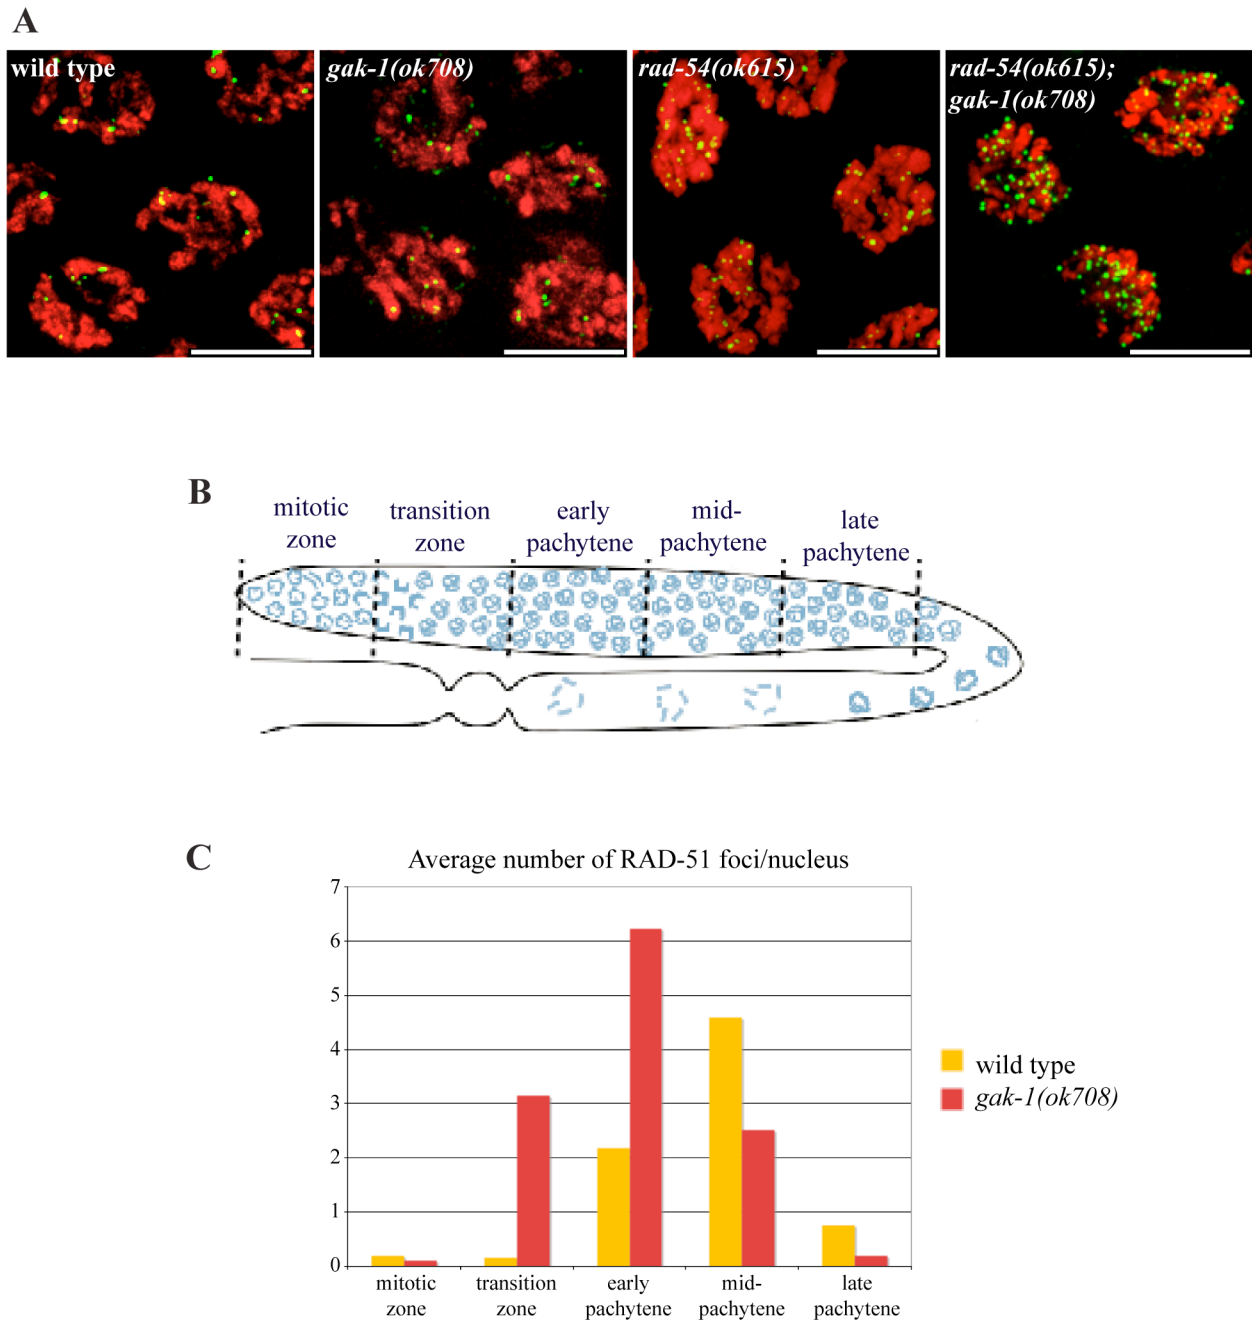 A
wild type
gak-1(ok708)
rad-54(ok615)
rad-54(ok615);
gak-1(ok708)
B
mitotic
zone
transition
zone
early
pachytene
mid-
pachytene
late
pachytene
C
Average number of RAD-51 foci/nucleus
7
6
5
4
3
2
1
0
mitotic
zone
transition
zone
early
pachytene
mid-
pachytene
late
pachytene
wild type
gak-1(ok708)